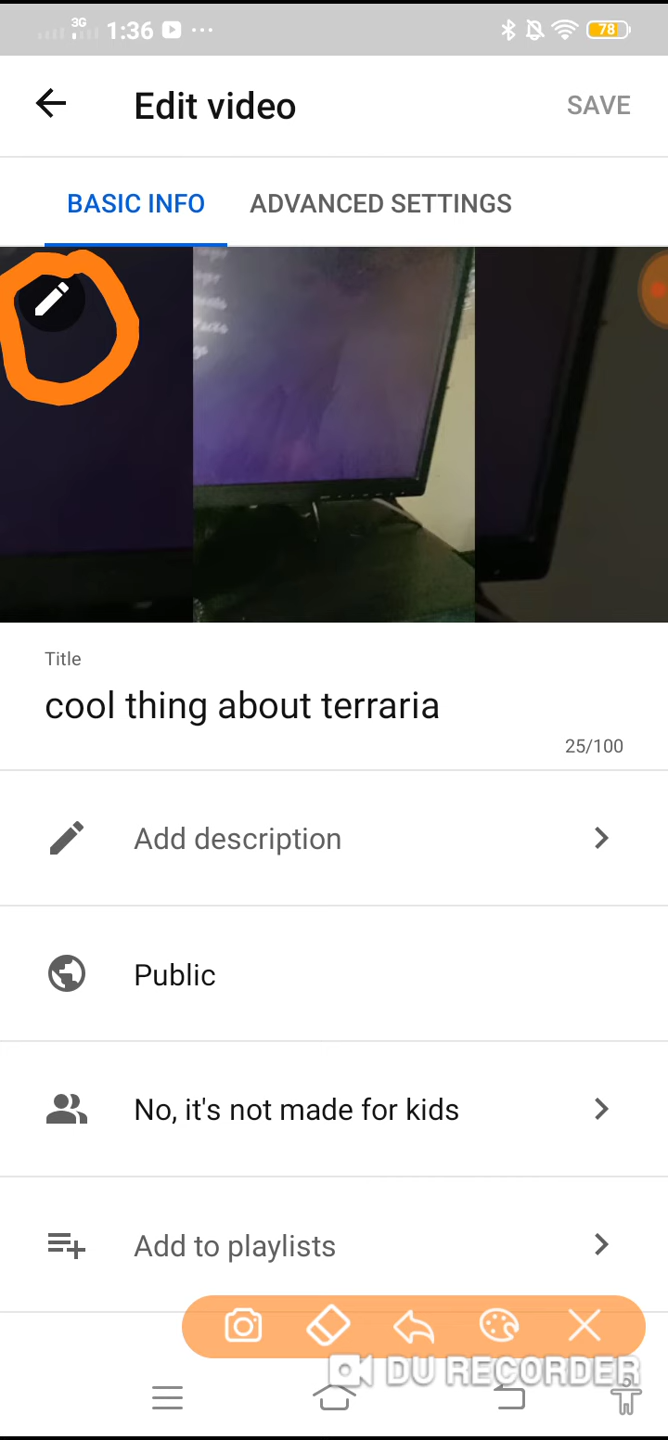 3G 1:36 78
Edit video SAVE
BASIC INFO ADVANCED SETTINGS
Title
cool thing about terraria
25/100
Add description
Public
No, it's not made for kids
Add to playlists
DU RECORDER